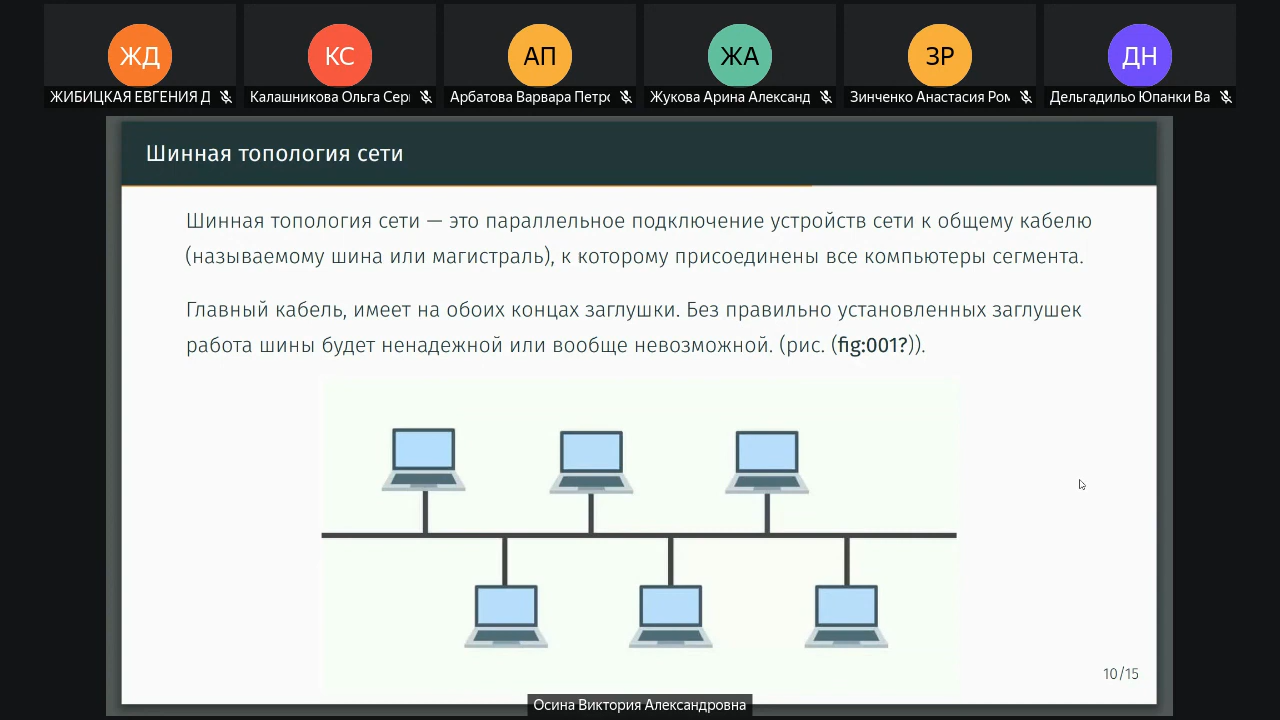 ЖД
КС
АП
ЖА
ЗР
ДН
ЖИБИЦКАЯ ЕВГЕНИЯ Д
Калашникова Ольга Сер
Арбатова Варвара Петро
Жукова Арина Александ
Зинченко Анастасия Ром
Дельгадильо Юпанки Ва
Шинная топология сети
Шинная топология сети — это параллельное подключение устройств сети к общему кабелю
(называемому шина или магистраль), к которому присоединены все компьютеры сегмента.
Главный кабель, имеет на обоих концах заглушки. Без правильно установленных заглушек
работа шины будет ненадежной или вообще невозможной. (рис. (fig:001?)).
10/15
Осина Виктория Александровна